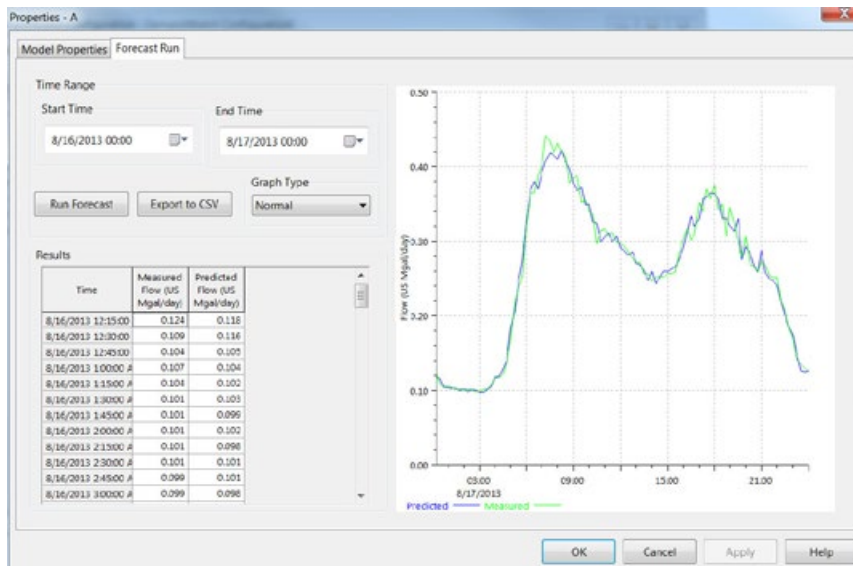 Properties - A
Model Properties
Forecast Run
Time Range
Start Time
End Time
8/16/2013 00:00
8/17/2013 00:00
Run Forecast
Export to CSV
Graph Type
Normal
Results
Time
Measured Flow (US Mgal/day)
Predicted Flow (US Mgal/day)
8/16/2013 12:15:00 0.124 0.118
8/16/2013 12:30:00 0.109 0.116
8/16/2013 12:45:00 0.104 0.105
8/16/2013 1:00:00 A 0.107 0.104
8/16/2013 1:15:00 A 0.104 0.102
8/16/2013 1:30:00 A 0.101 0.103
8/16/2013 1:45:00 A 0.101 0.099
8/16/2013 2:00:00 A 0.101 0.102
8/16/2013 2:15:00 A 0.101 0.098
8/16/2013 2:30:00 A 0.101 0.101
8/16/2013 2:45:00 A 0.099 0.101
8/16/2013 3:00:00 A 0.099 0.098
0.50
0.40
0.30
0.20
0.10
0.00
Flow (US Mgal/day)
03:00
09:00
15:00
21:00
8/17/2013
Predicted
Measured
OK
Cancel
Apply
Help